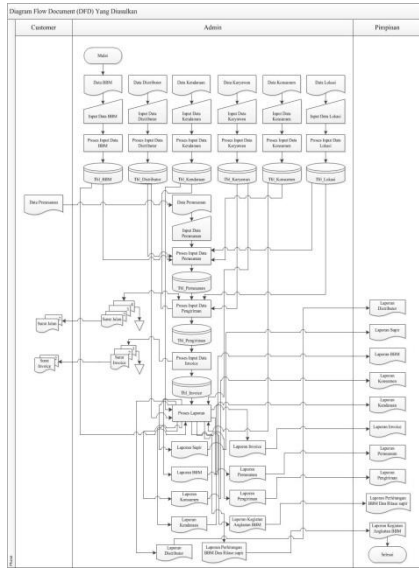 Diagram Flow Document (DFD) Yang Diusulkan
Customer
Admin
Pimpinan
Mulai
Data BBM
Data Distributor
Data Kendaraan
Data Karyawan
Data Konsumen
Data Lokasi
Input Data BBM
Input Data
Distributor
Input Data
Kendaraan
Input Data
Karyawan
Input Data
Konsumen
Input Data Lokasi
Proses Input Data
BBM
Proses Input Data
Distributor
Proses Input Data
Kendaraan
Proses Input Data
Karyawan
Proses Input Data
Konsumen
Proses Input Data
Lokasi
Tbl_BBM
Tbl_Distributor
Tbl_Kendaraan
Tbl_Karyawan
Tbl_Konsumen
Tbl_Lokasi
Data Pemesanan
Data Pemesanan
Input Data
Pemesanan
Proses Input Data
Pemesanan
Tbl_Pemesanan
Proses Input Data
Pengiriman
Surat Jalan
Surat Jalan
Tbl_Pengiriman
Proses Input Data
Invoice
Surat
Invoice
Surat
Invoice
Tbl_Invoice
Proses Laporan
Laporan Supir
Laporan Invoice
Laporan BBM
Laporan
Pemesanan
Laporan
Konsumen
Laporan
Pengiriman
Laporan
Kendaraan
Laporan Kegiatan
Angkutan BBM
Laporan
Distributor
Laporan Perhitungan
BBM Dan Ritase supir
Laporan
Distributor
Laporan Supir
Laporan BBM
Laporan
Konsumen
Laporan
Kendaraan
Laporan Invoice
Laporan
Pemesanan
Laporan
Pengiriman
Laporan Perhitungan
BBM Dan Ritase supir
Laporan Kegiatan
Angkutan BBM
Selesai